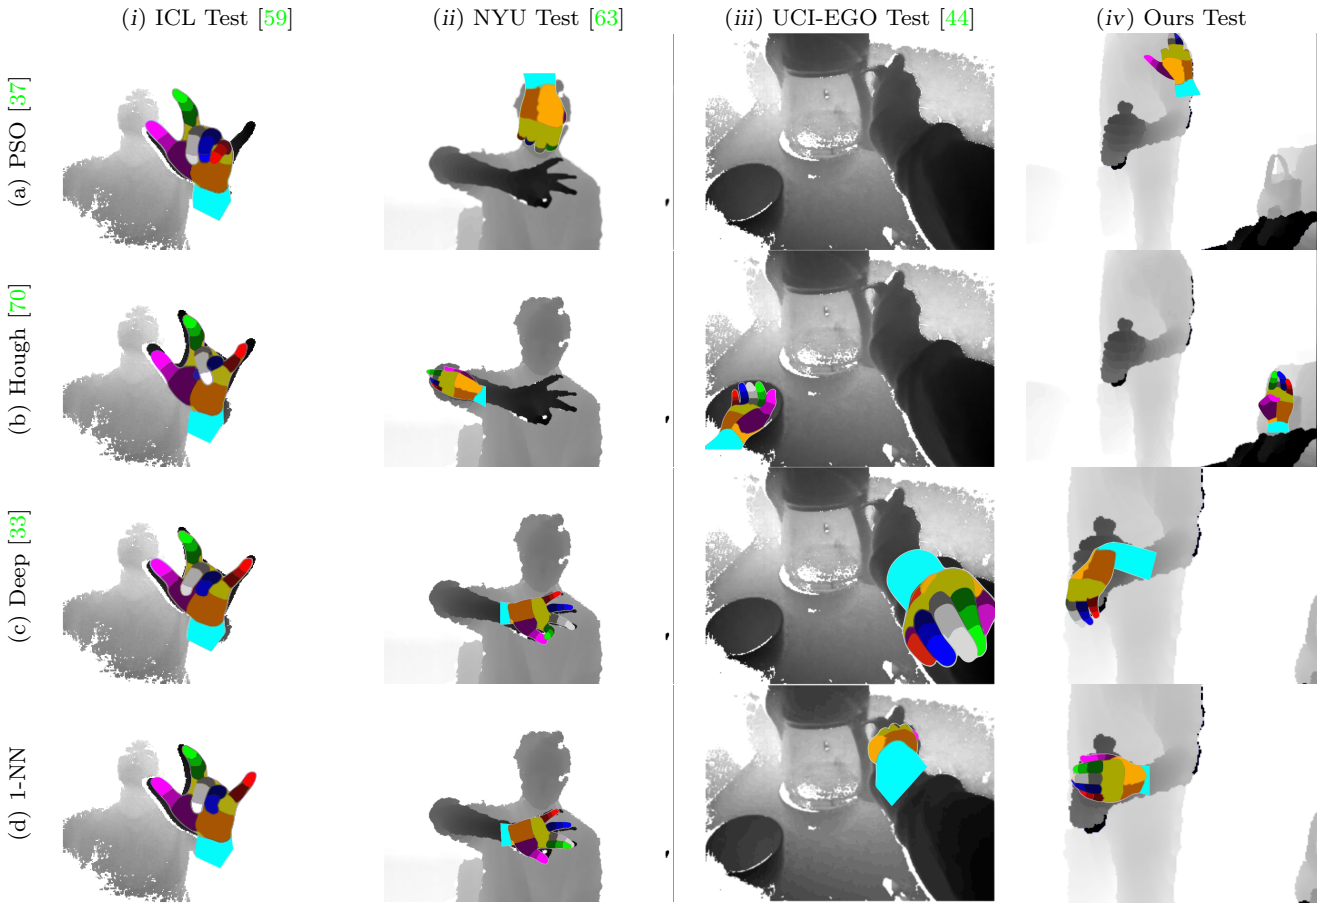 (i) ICL Test [59]
(ii) NYU Test [63]
(iii) UCI-EGO Test [44]
(iv) Ours Test
(a) PSO [37]
(b) Hough [70]
(c) Deep [33]
(d) 1-NN